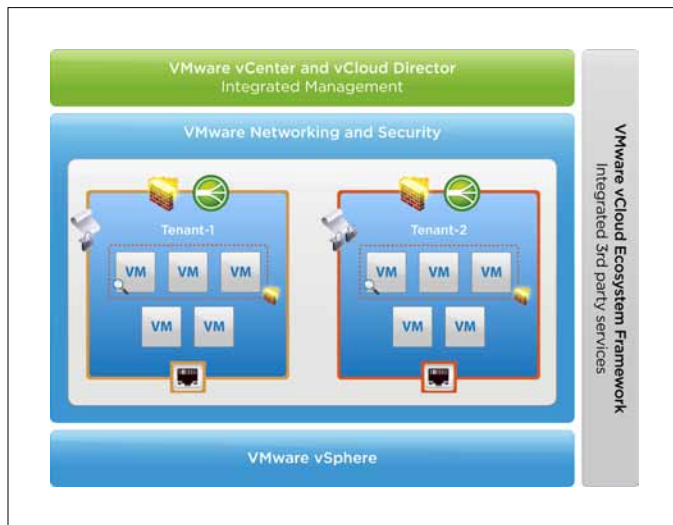 VMware vCenter and vCloud Director
Integrated Management
VMware Networking and Security
Tenant-1
VM VM VM
VM VM
Tenant-2
VM VM VM
VM VM
VMware vSphere
VMware vCloud Ecosystem Framework
Integrated 3rd party services